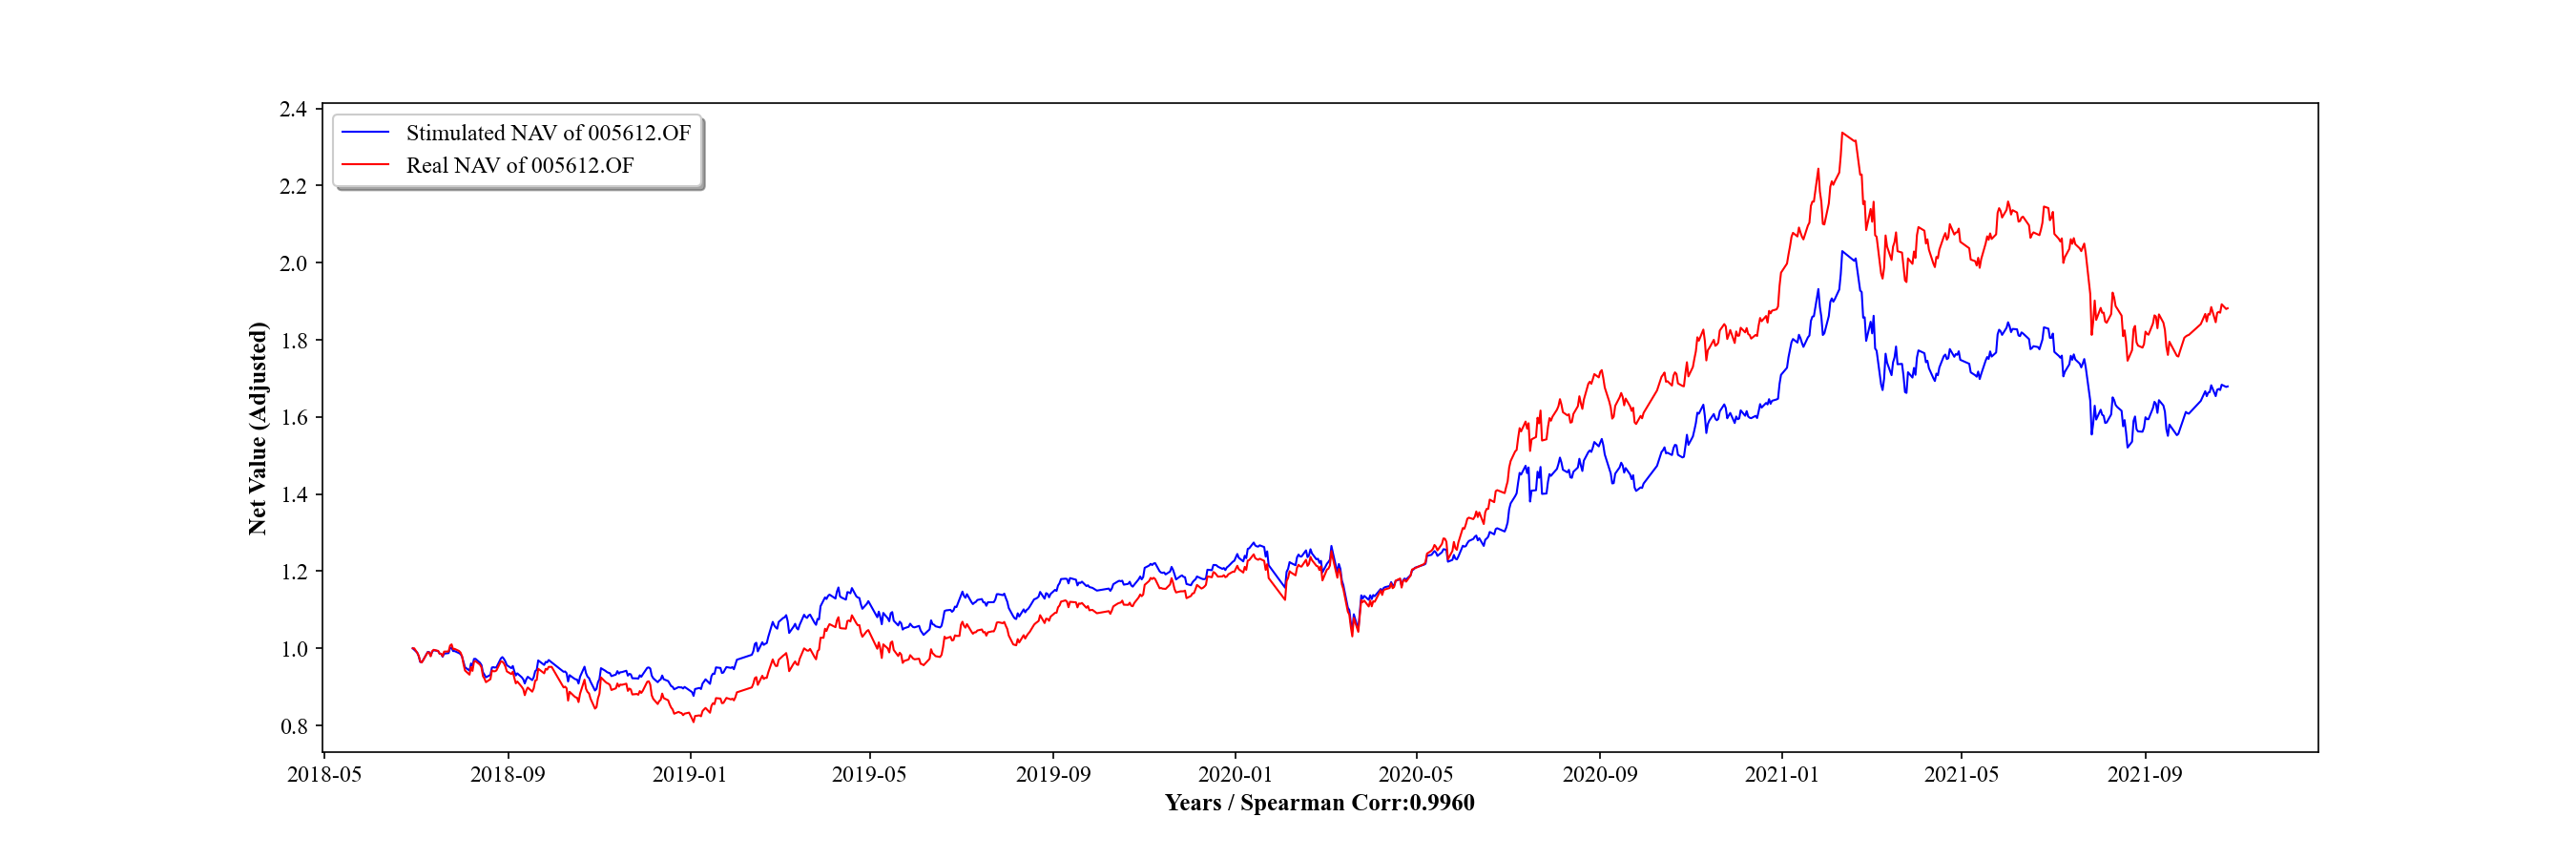 Stimulated NAV of 005612.OF
Real NAV of 005612.OF
Net Value (Adjusted)
2.4
2.2
2.0
1.8
1.6
1.4
1.2
1.0
0.8
2018-05 2018-09 2019-01 2019-05 2019-09 2020-01 2020-05 2020-09 2021-01 2021-05 2021-09
Years / Spearman Corr:0.9960